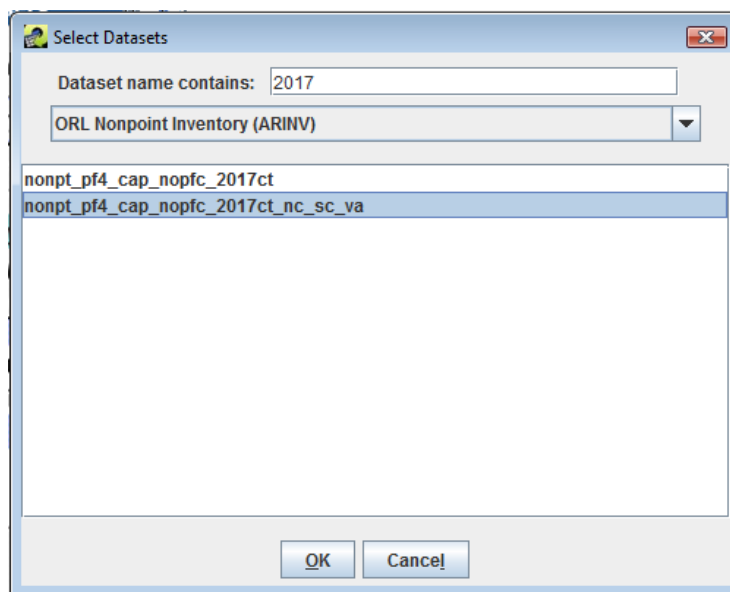 Select Datasets
Dataset name contains: 2017
ORL Nonpoint Inventory (ARINV)
nonpt_pf4_cap_nopfc_2017ct
nonpt_pf4_cap_nopfc_2017ct_nc_sc_va
OK Cancel